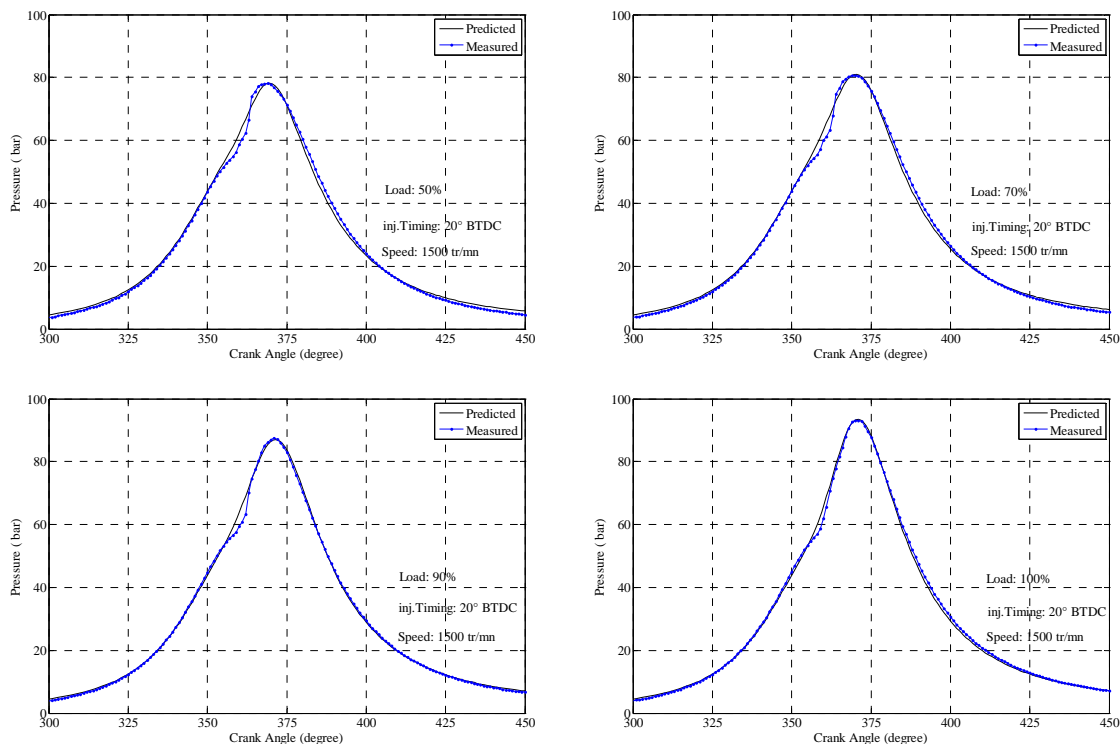 100
80
60
40
20
0
Pressure ( bar)
300
325
350
375
400
425
450
Crank Angle (degree)
Predicted
Measured
Load: 50%
inj.Timing: 20° BTDC
Speed: 1500 tr/mn
100
80
60
40
20
0
Pressure ( bar)
300
325
350
375
400
425
450
Crank Angle (degree)
Predicted
Measured
Load: 70%
inj.Timing: 20° BTDC
Speed: 1500 tr/mn
100
80
60
40
20
0
Pressure ( bar)
300
325
350
375
400
425
450
Crank Angle (degree)
Predicted
Measured
Load: 90%
inj.Timing: 20° BTDC
Speed: 1500 tr/mn
100
80
60
40
20
0
Pressure ( bar)
300
325
350
375
400
425
450
Crank Angle (degree)
Predicted
Measured
Load: 100%
inj.Timing: 20° BTDC
Speed: 1500 tr/mn